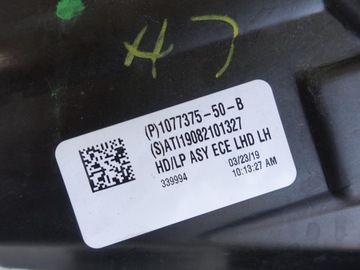 H7
(P)1077375-50-B
(S)ATI19082101327
HD/LP ASY ECE LHD LH
03/23/19
339994
10:13:27 AM